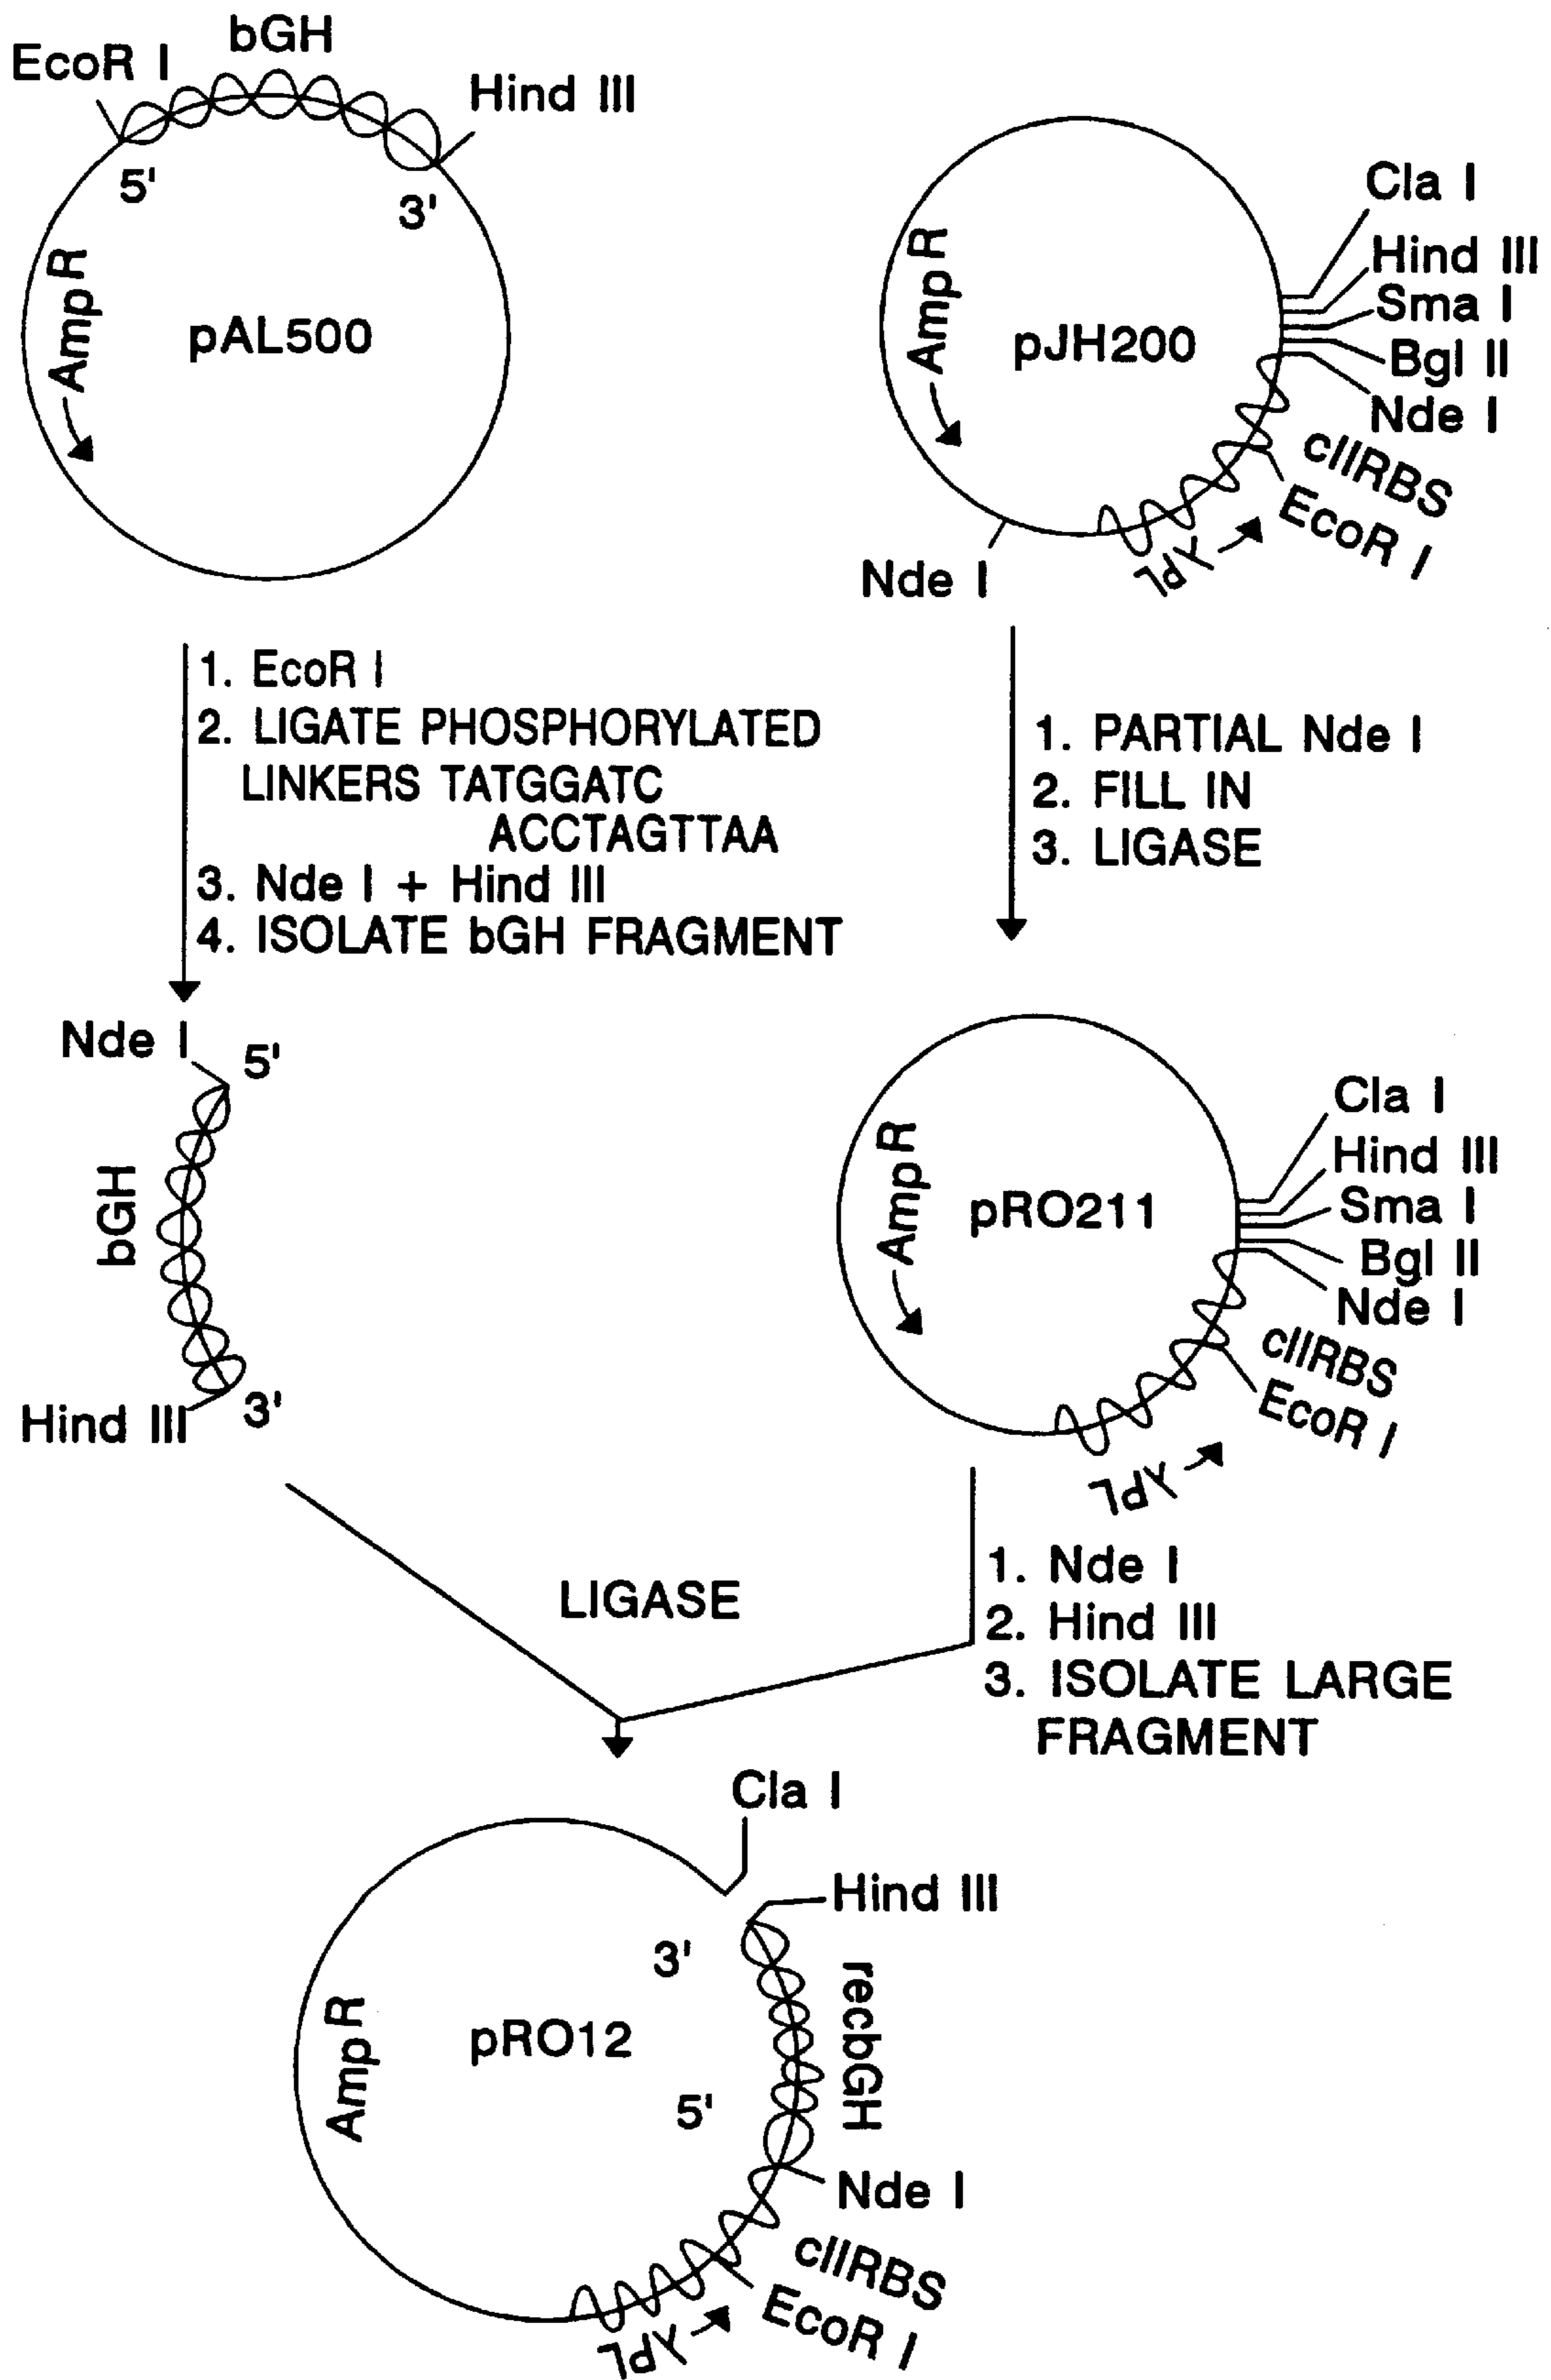 bGH
EcoR I
Hind III
5'
3'
AmpR
pAL500
Cla I
Hind III
Sma I
Bgl II
Nde I
AmpR
pJH200
cIIRBS
EcoR I
λPL
Nde I
1. EcoR I
2. LIGATE PHOSPHORYLATED
LINKERS TATGGATC
ACCTAGTTAA
3. Nde I + Hind III
4. ISOLATE bGH FRAGMENT
1. PARTIAL Nde I
2. FILL IN
3. LIGASE
Nde I
5'
bGH
Hind III
3'
Cla I
Hind III
Sma I
Bgl II
Nde I
AmpR
pRO211
cIIRBS
EcoR I
λPL
LIGASE
1. Nde I
2. Hind III
3. ISOLATE LARGE
FRAGMENT
Cla I
Hind III
3'
recbGH
AmpR
pRO12
5'
Nde I
cIIRBS
EcoR I
λPL